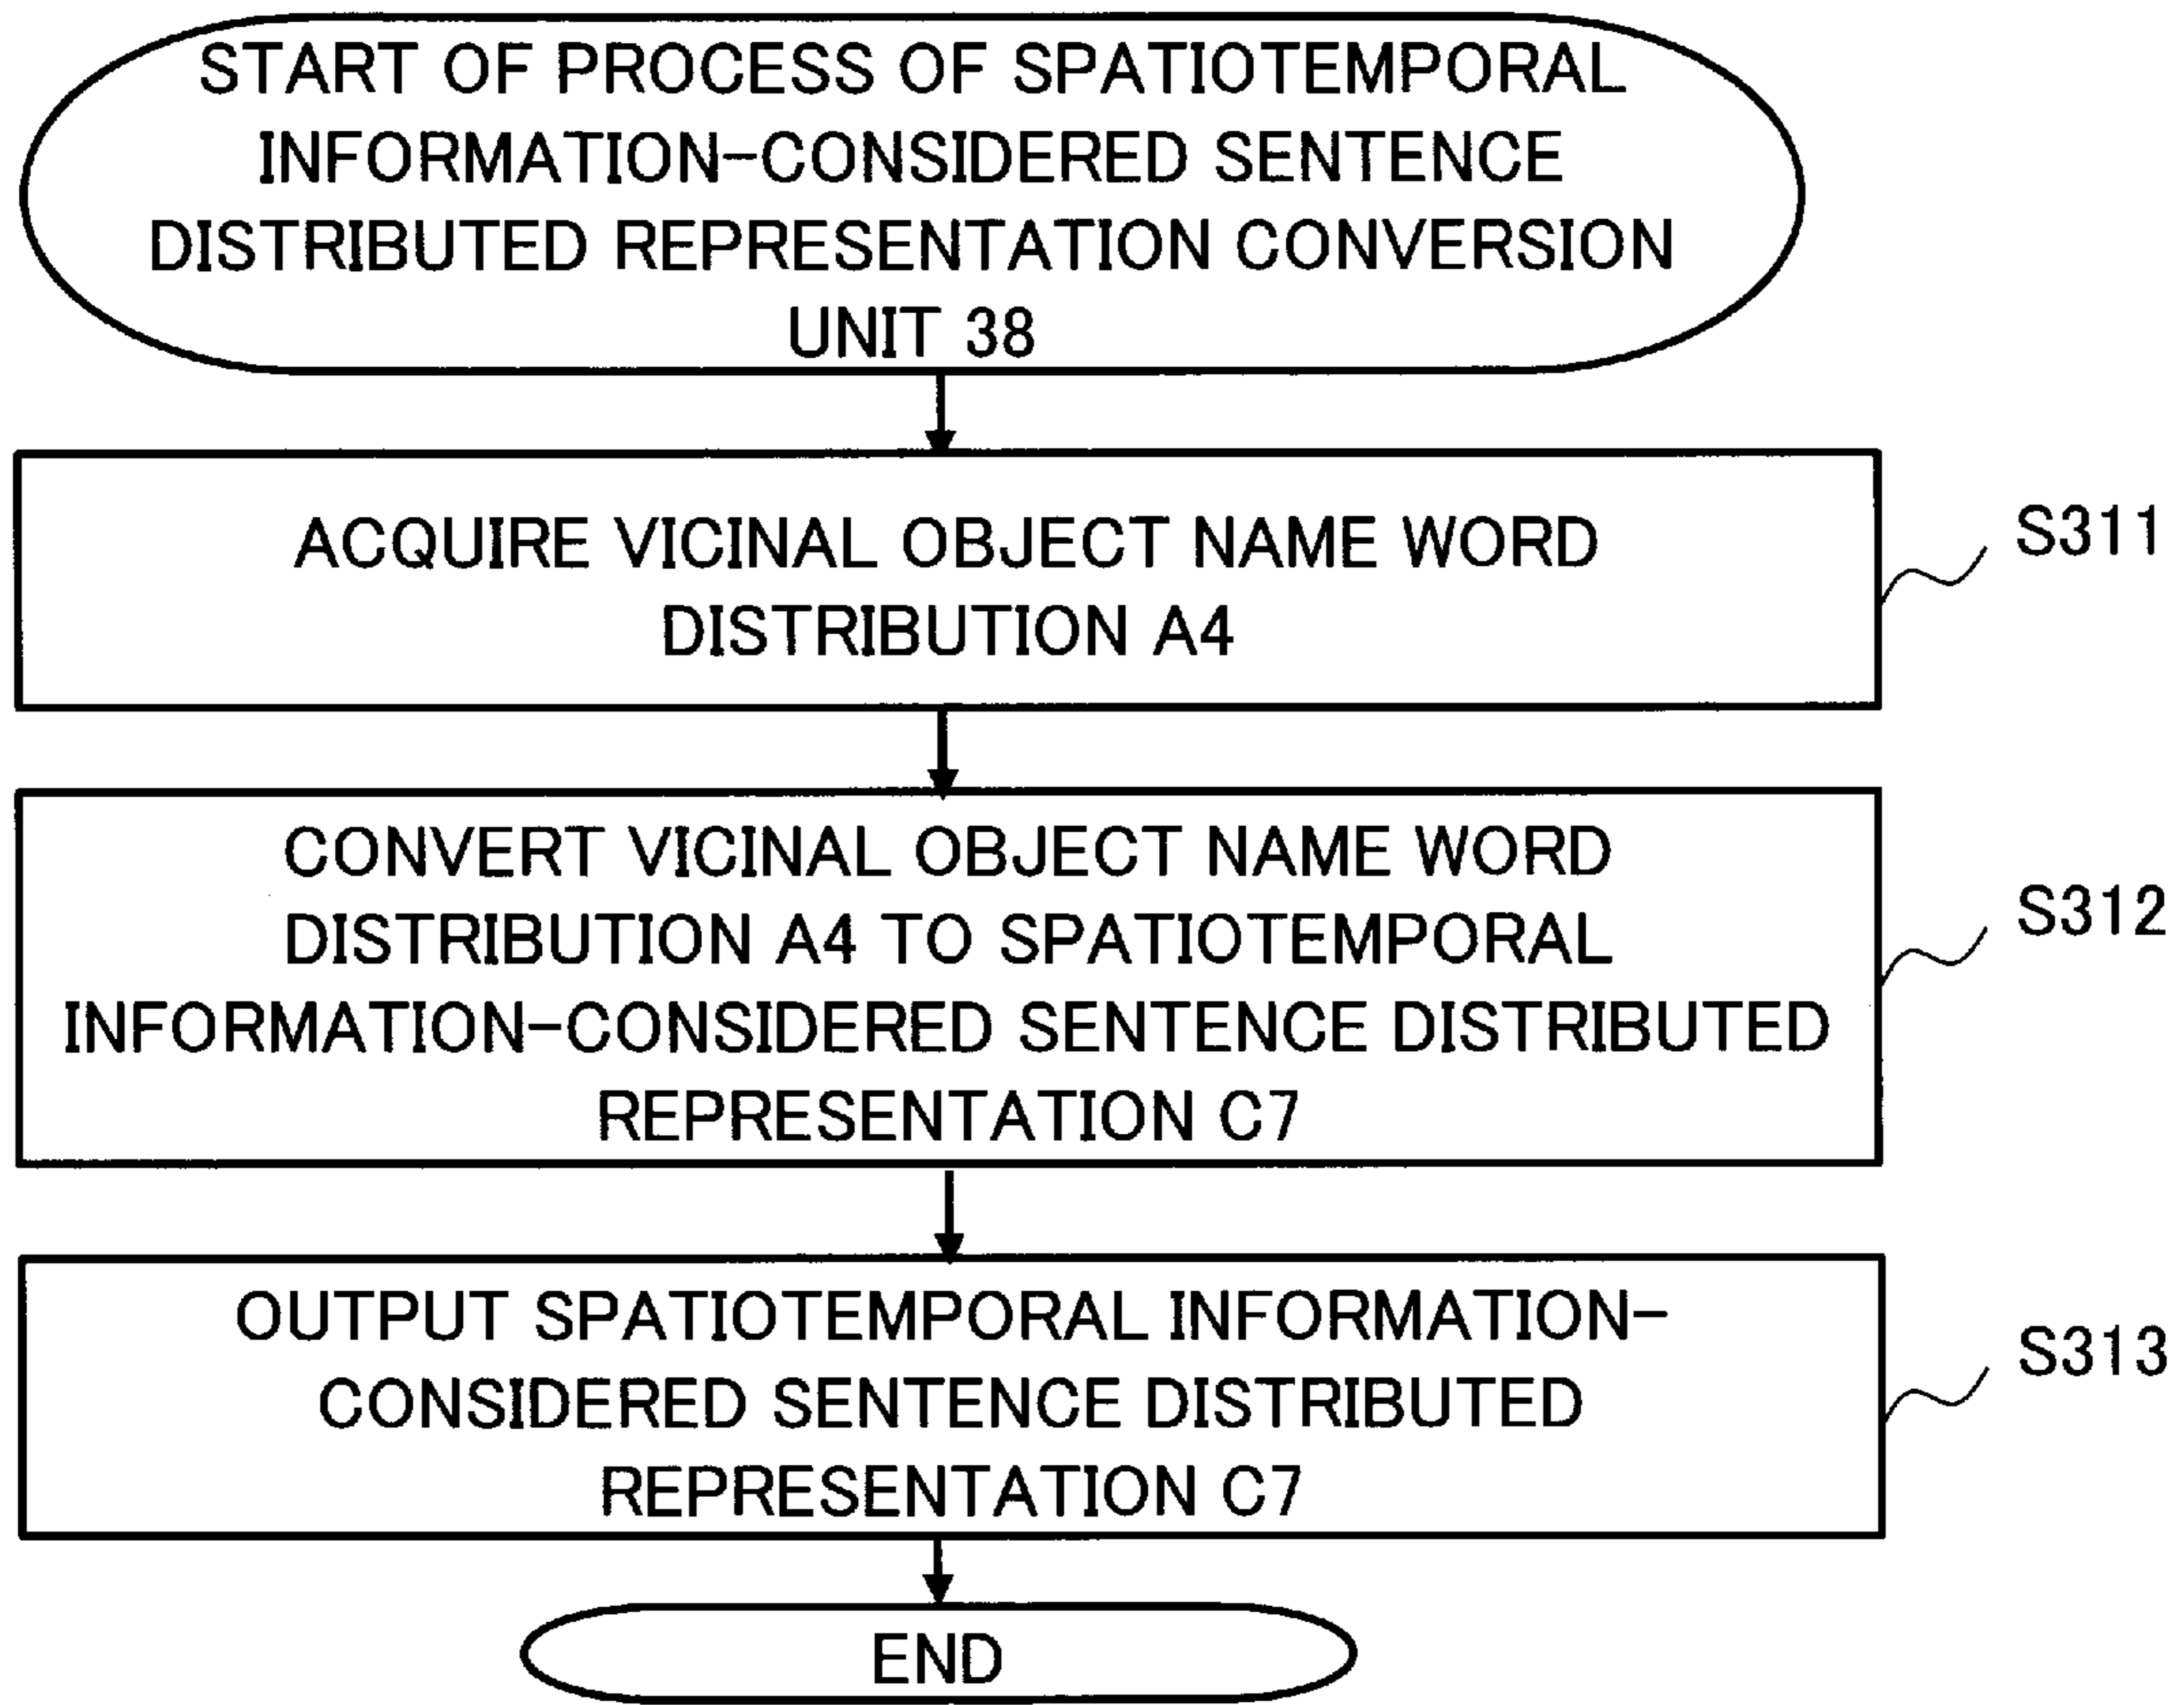 START OF PROCESS OF SPATIOTEMPORAL
INFORMATION-CONSIDERED SENTENCE
DISTRIBUTED REPRESENTATION CONVERSION
UNIT 38
ACQUIRE VICINAL OBJECT NAME WORD
DISTRIBUTION A4
S311
CONVERT VICINAL OBJECT NAME WORD
DISTRIBUTION A4 TO SPATIOTEMPORAL
INFORMATION-CONSIDERED SENTENCE DISTRIBUTED
REPRESENTATION C7
S312
OUTPUT SPATIOTEMPORAL INFORMATION-
CONSIDERED SENTENCE DISTRIBUTED
REPRESENTATION C7
S313
END